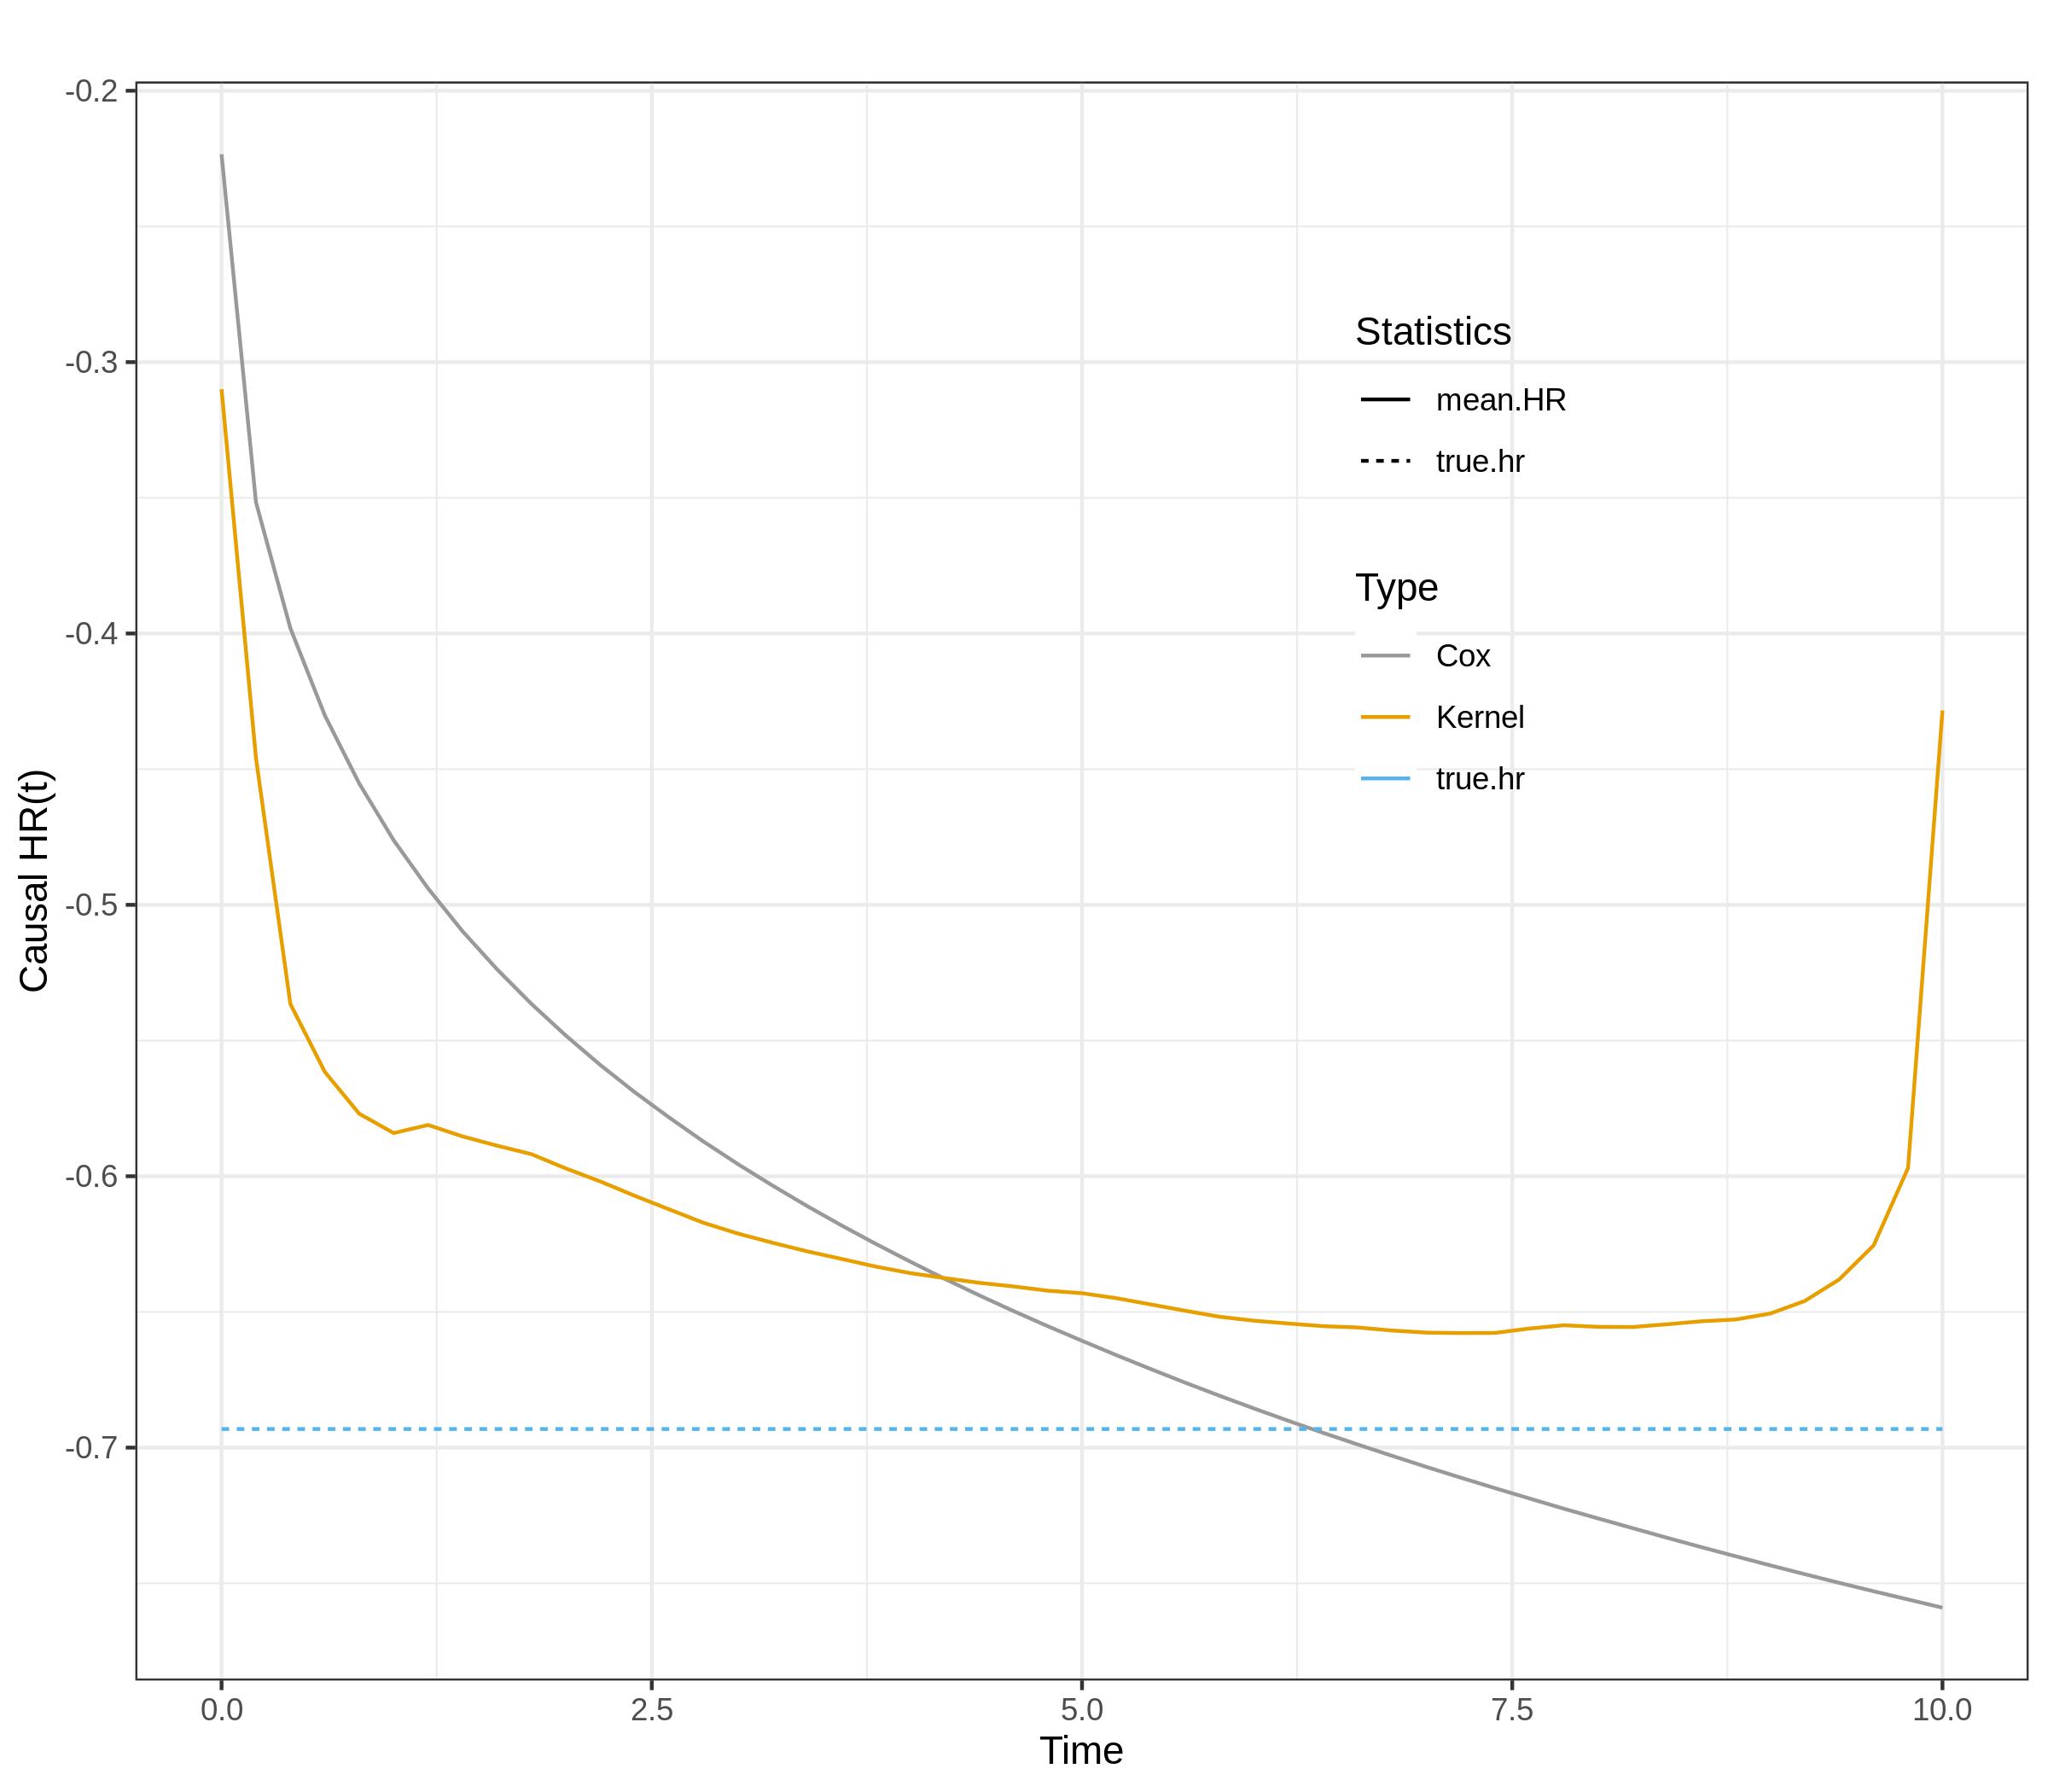 -0.2
-0.3
-0.4
-0.5
-0.6
-0.7
Causal HR(t)
Statistics
mean.HR
true.hr
Type
Cox
Kernel
true.hr
0.0 2.5 5.0 7.5 10.0
Time